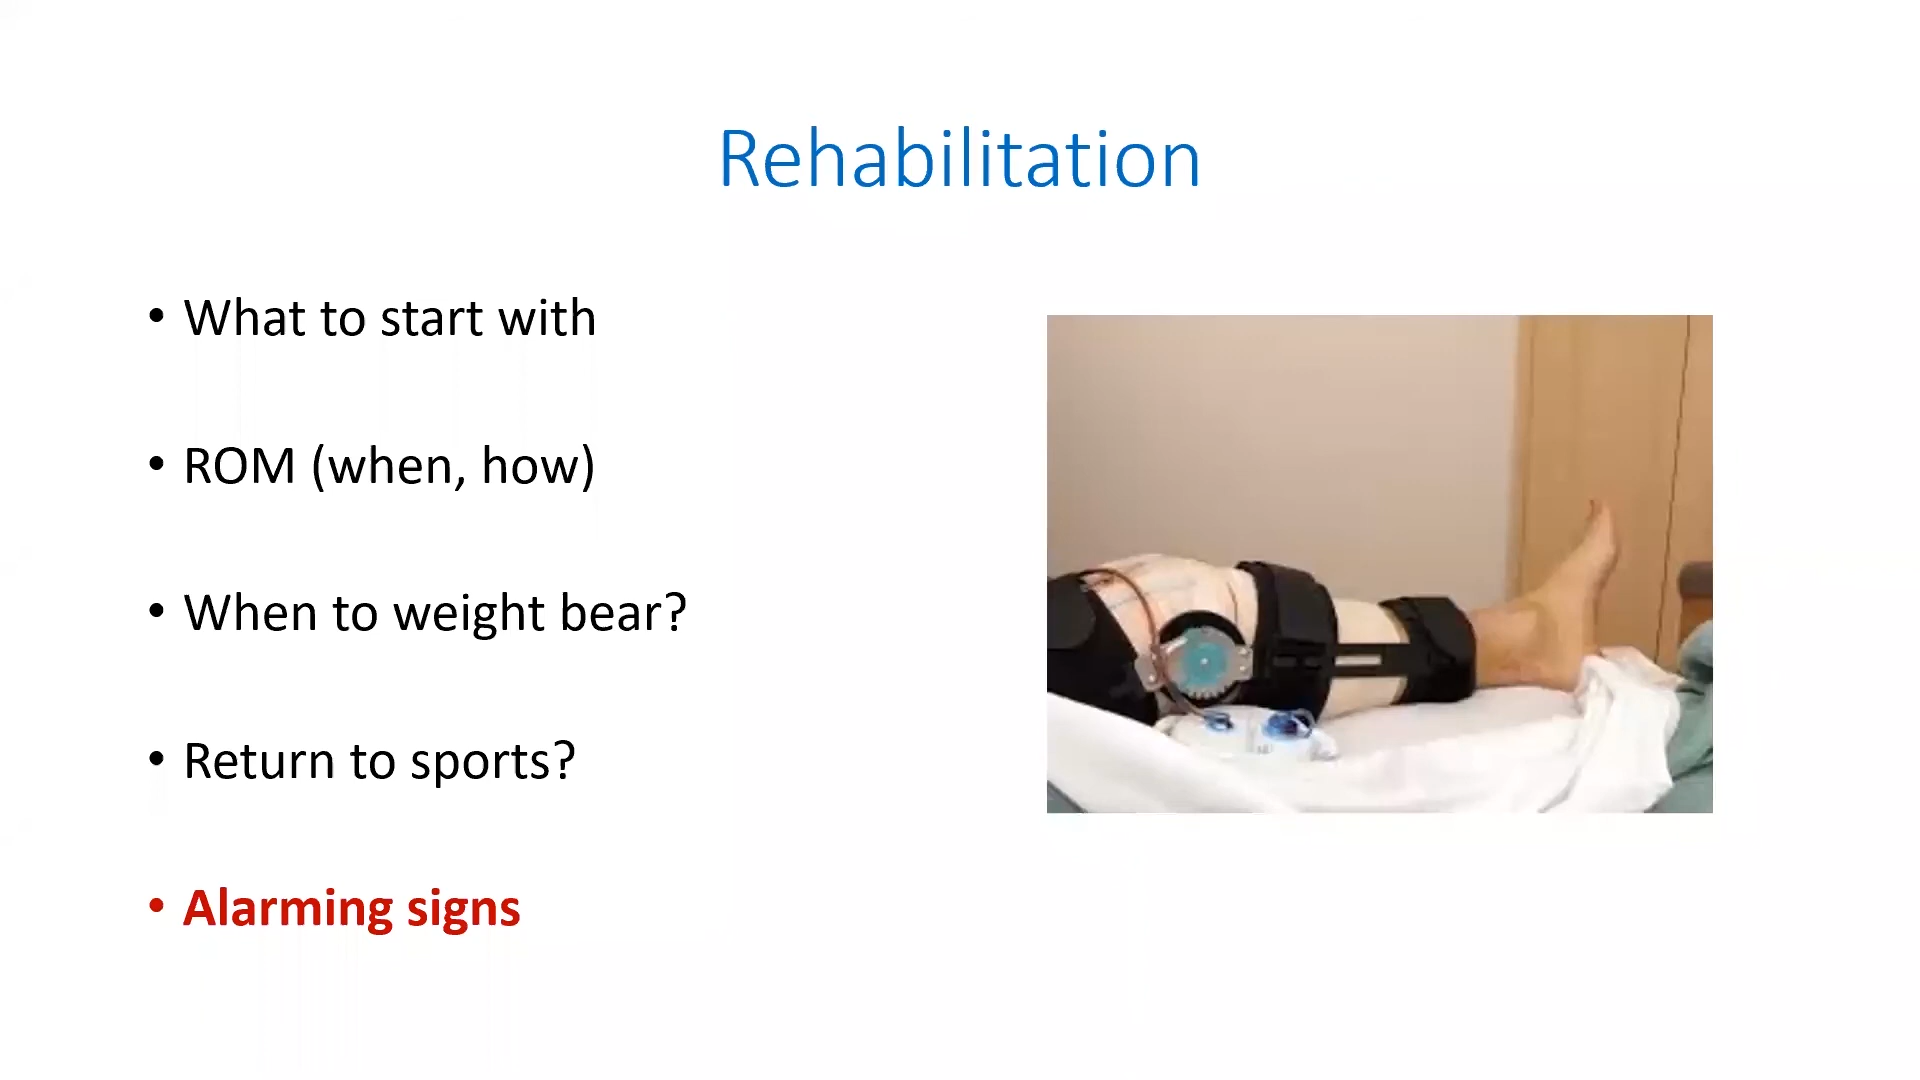 Rehabilitation
• What to start with
• ROM (when, how)
• When to weight bear?
• Return to sports?
• Alarming signs